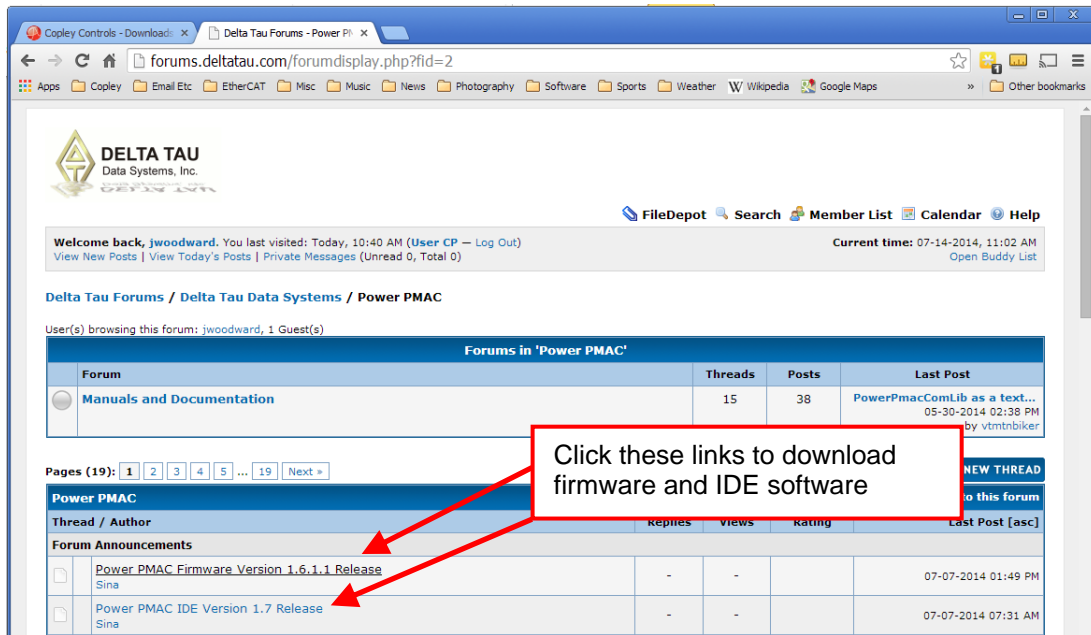 Copley Controls - Downloads
Delta Tau Forums - Power PM
forums.deltatau.com/forumdisplay.php?fid=2
Apps Copley Email Etc EtherCAT Misc Music News Photography Software Sports Weather Wikipedia Google Maps » Other bookmarks
DELTA TAU
Data Systems, Inc.
FileDepot Search Member List Calendar Help
Welcome back, jwoodward. You last visited: Today, 10:40 AM (User CP — Log Out)
Current time: 07-14-2014, 11:02 AM
View New Posts | View Today's Posts | Private Messages (Unread 0, Total 0)
Open Buddy List
Delta Tau Forums / Delta Tau Data Systems / Power PMAC
User(s) browsing this forum: jwoodward, 1 Guest(s)
Forums in 'Power PMAC'
Forum Threads Posts Last Post
Manuals and Documentation 15 38 PowerPmacComLib as a text...
05-30-2014 02:38 PM
by vtmtnbiker
Click these links to download
firmware and IDE software
Pages (19): 1 2 3 4 5 ... 19 Next »
NEW THREAD
Power PMAC
to this forum
Thread / Author Replies Views Rating Last Post [asc]
Forum Announcements
Power PMAC Firmware Version 1.6.1.1 Release
Sina
- -
07-07-2014 01:49 PM
Power PMAC IDE Version 1.7 Release
Sina
- -
07-07-2014 07:31 AM